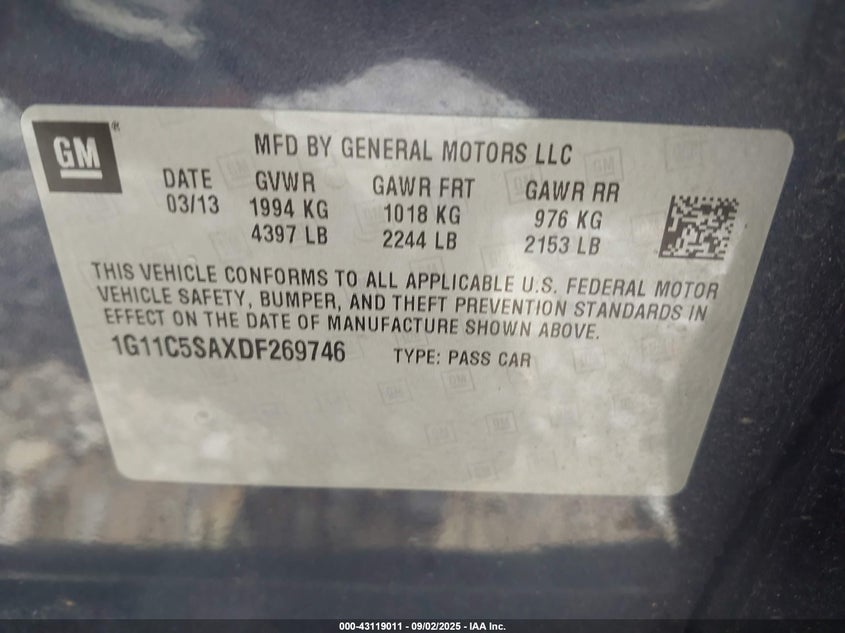 GM®
MFD BY GENERAL MOTORS LLC
DATE GVWR GAWR FRT GAWR RR
03/13 1994 KG 1018 KG 976 KG
4397 LB 2244 LB 2153 LB
THIS VEHICLE CONFORMS TO ALL APPLICABLE U.S. FEDERAL MOTOR
VEHICLE SAFETY, BUMPER, AND THEFT PREVENTION STANDARDS IN
EFFECT ON THE DATE OF MANUFACTURE SHOWN ABOVE.
1G11C5SAXDF269746 TYPE: PASS CAR
000-43119011 - 09/02/2025 - IAA Inc.